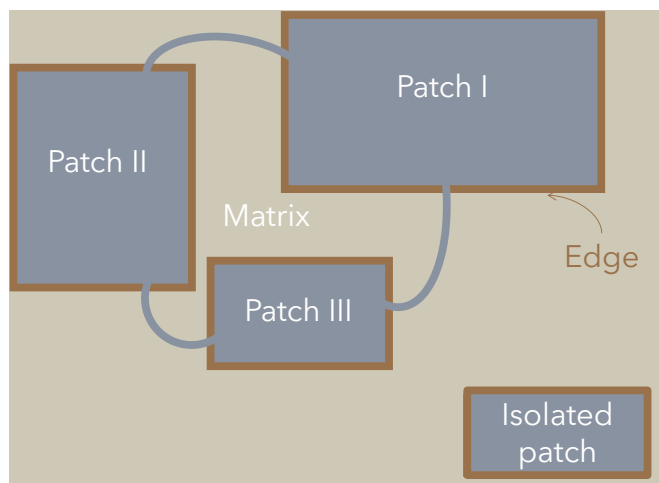 Patch I
Patch II
Matrix
Edge
Patch III
Isolated
patch